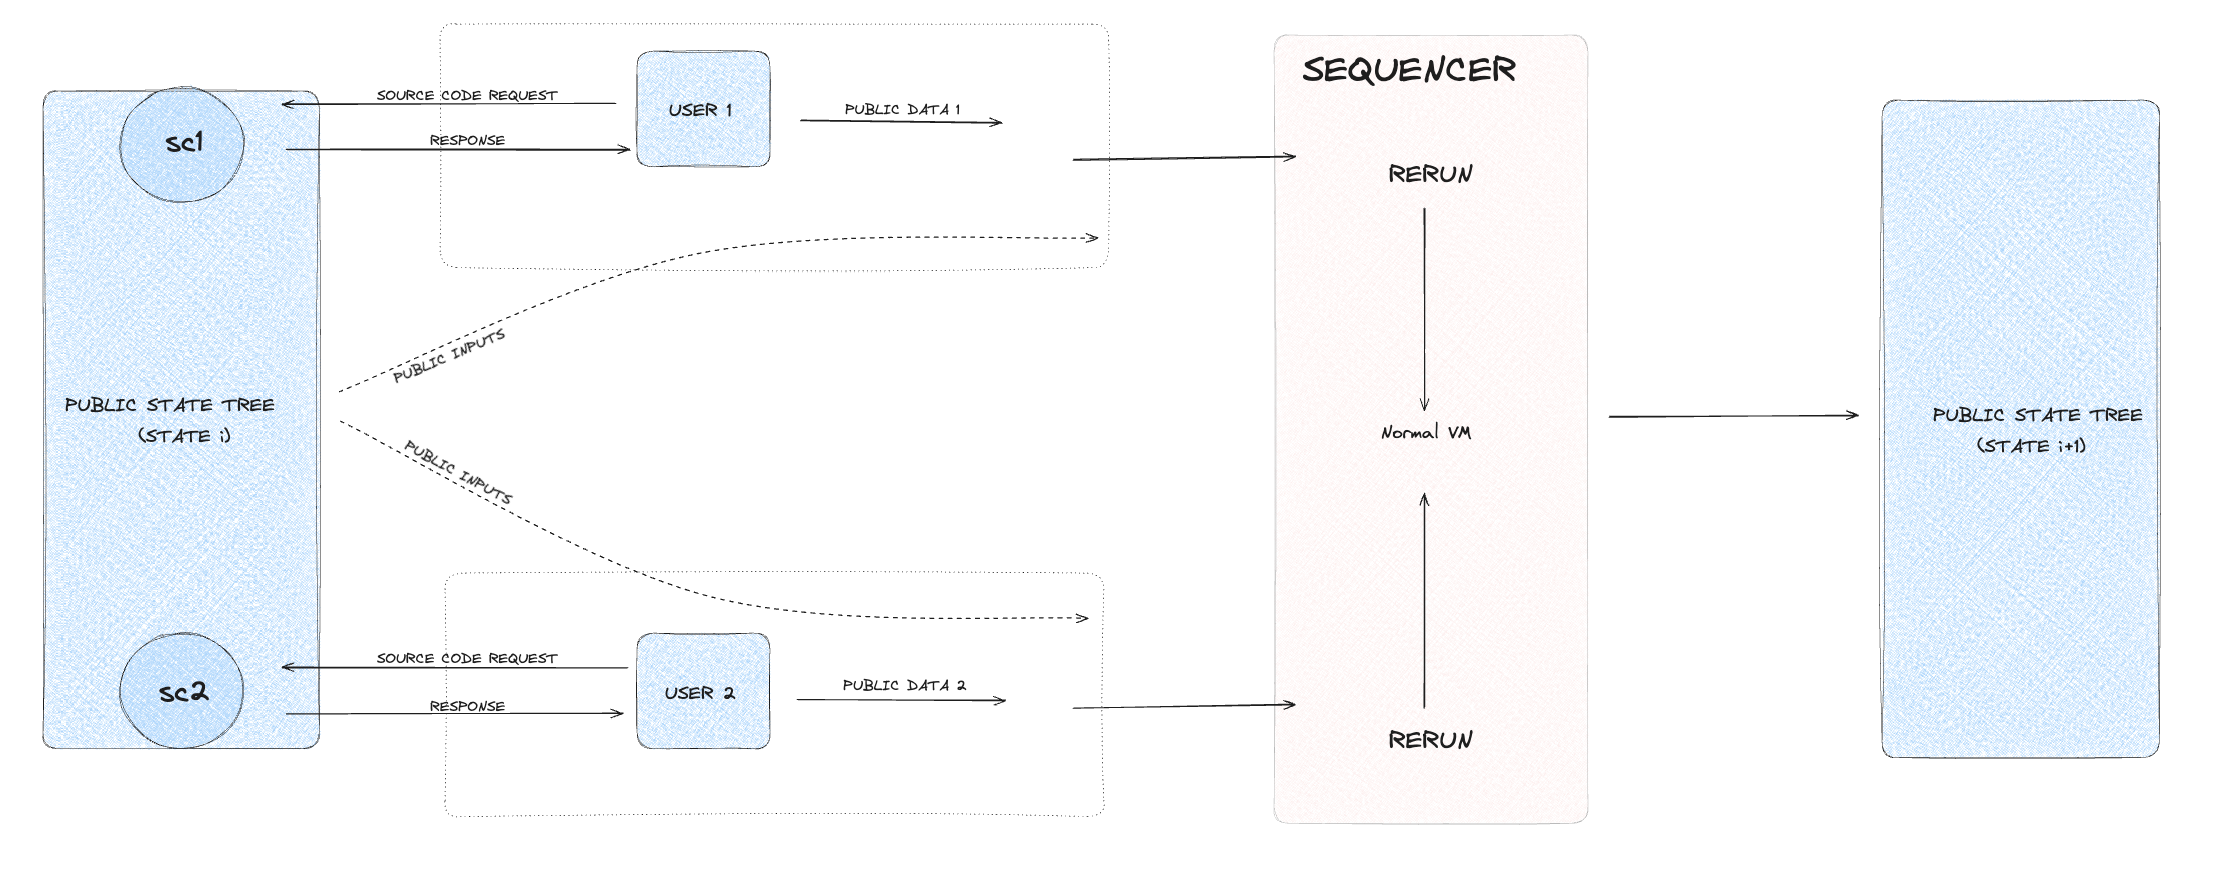 SEQUENCER
SOURCE CODE REQUEST
USER 1
PUBLIC DATA 1
sc1
RESPONSE
RERUN
PUBLIC INPUTS
PUBLIC STATE TREE
(STATE i)
Normal VM
PUBLIC STATE TREE
(STATE i+1)
PUBLIC INPUTS
SOURCE CODE REQUEST
USER 2
PUBLIC DATA 2
sc2
RESPONSE
RERUN